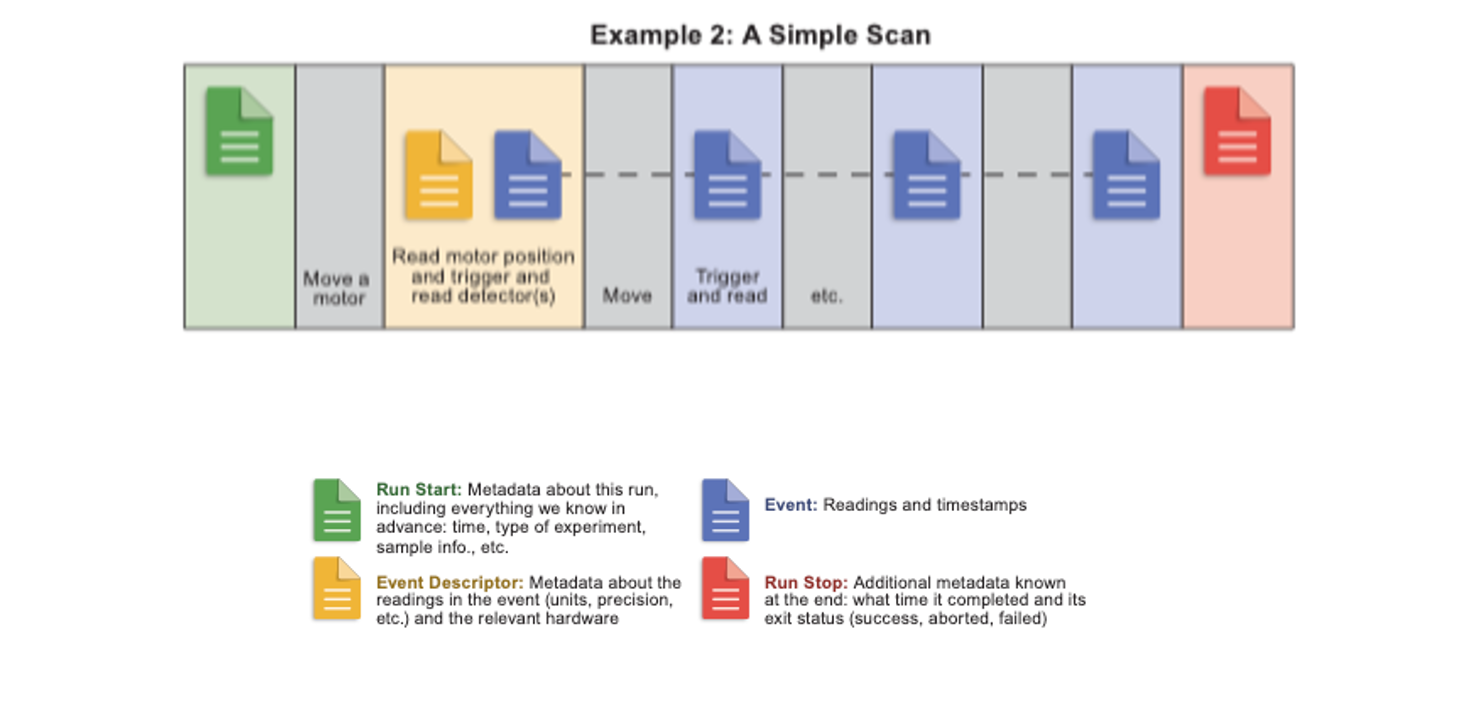 Example 2: A Simple Scan
Move a
motor
Read motor position
and trigger and
read detector(s)
Move
Trigger
and read
etc.
Run Start: Metadata about this run,
including everything we know in
advance: time, type of experiment,
sample info., etc.
Event: Readings and timestamps
Event Descriptor: Metadata about the
readings in the event (units, precision,
etc.) and the relevant hardware
Run Stop: Additional metadata known
at the end: what time it completed and its
exit status (success, aborted, failed)